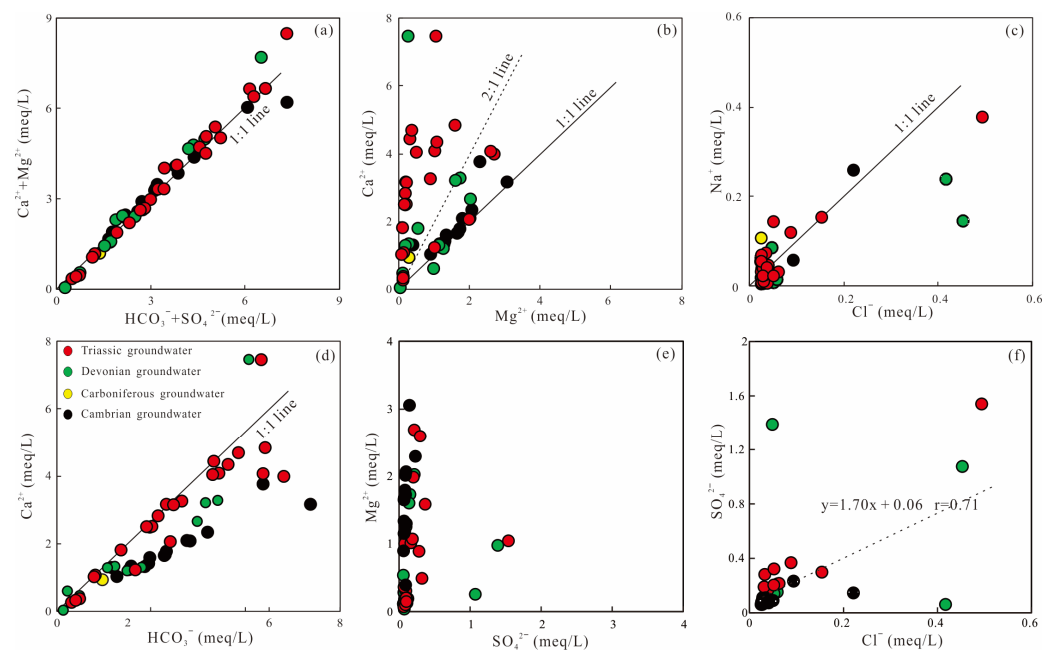 (a)
9
6
3
0
3
6
9
1:1 line
Ca²⁺+Mg²⁺ (meq/L)
HCO₃⁻+SO₄²⁻(meq/L)
(b)
8
6
4
2
0
0
2
4
6
8
2:1 line
1:1 line
Ca²⁺ (meq/L)
Mg²⁺ (meq/L)
(c)
0.6
0.4
0.2
0
0
0.2
0.4
0.6
1:1 line
Na⁺ (meq/L)
Cl⁻ (meq/L)
(d)
8
6
4
2
0
2
4
6
8
Triassic groundwater
Devonian groundwater
Carboniferous groundwater
Cambrian groundwater
1:1 line
Ca²⁺ (meq/L)
HCO₃⁻ (meq/L)
(e)
4
3
2
1
0
0
1
2
3
4
Mg²⁺ (meq/L)
SO₄²⁻ (meq/L)
(f)
2
1.6
1.2
0.8
0.4
0
0
0.2
0.4
0.6
y=1.70x + 0.06 r=0.71
SO₄²⁻ (meq/L)
Cl⁻ (meq/L)